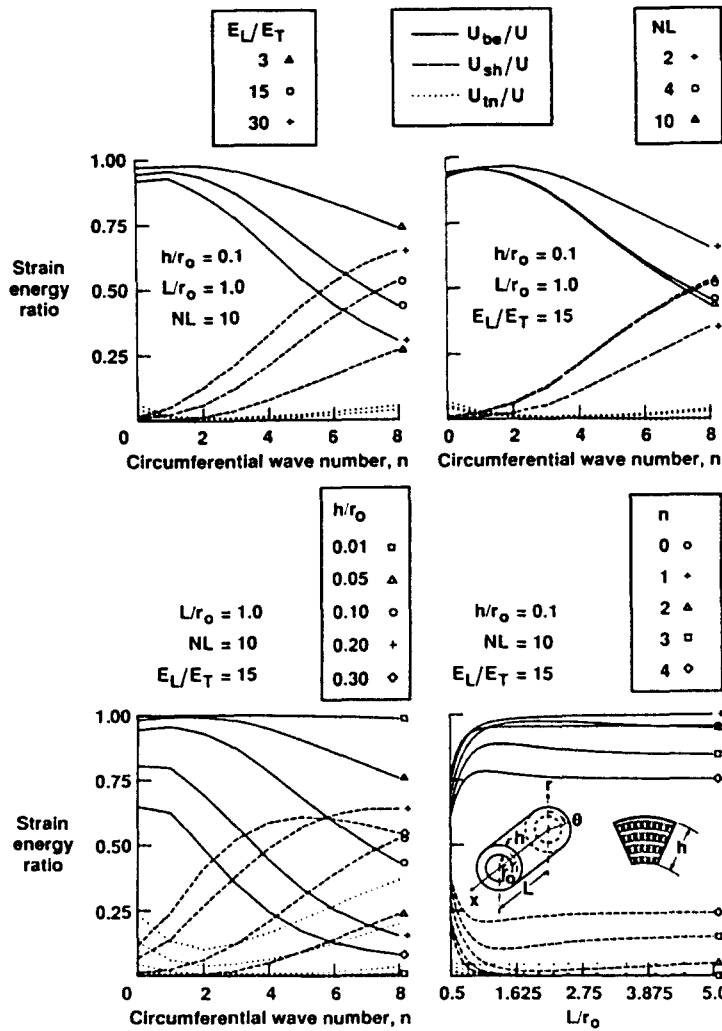 E_L/E_T
3
15
30
U_be/U
U_sh/U
U_tn/U
NL
2
4
10
1.00
0.75
0.50
0.25
Strain
energy
ratio
h/r_o = 0.1
L/r_o = 1.0
NL = 10
0 2 4 6 8
Circumferential wave number, n
h/r_o = 0.1
L/r_o = 1.0
E_L/E_T = 15
0 2 4 6 8
Circumferential wave number, n
h/r_o
0.01
0.05
0.10
0.20
0.30
L/r_o = 1.0
NL = 10
E_L/E_T = 15
n
0
1
2
3
4
h/r_o = 0.1
NL = 10
E_L/E_T = 15
1.00
0.75
0.50
0.25
Strain
energy
ratio
0 2 4 6 8
Circumferential wave number, n
r
θ
h
r_o
x
L
h
0
0.5 1.625 2.75 3.875 5.0
L/r_o